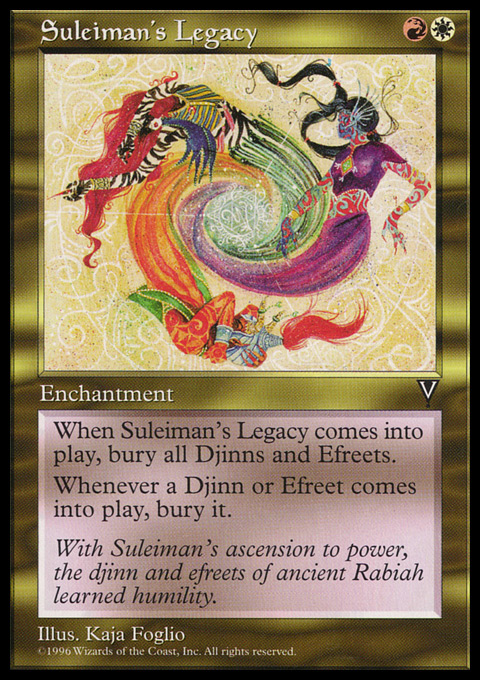 Suleiman's Legacy
Enchantment
When Suleiman's Legacy comes into
play, bury all Djinns and Efreets.
Whenever a Djinn or Efreet comes
into play, bury it.
With Suleiman's ascension to power,
the djinn and efreets of ancient Rabiah
learned humility.
Illus. Kaja Foglio
©1996 Wizards of the Coast, Inc. All rights reserved.